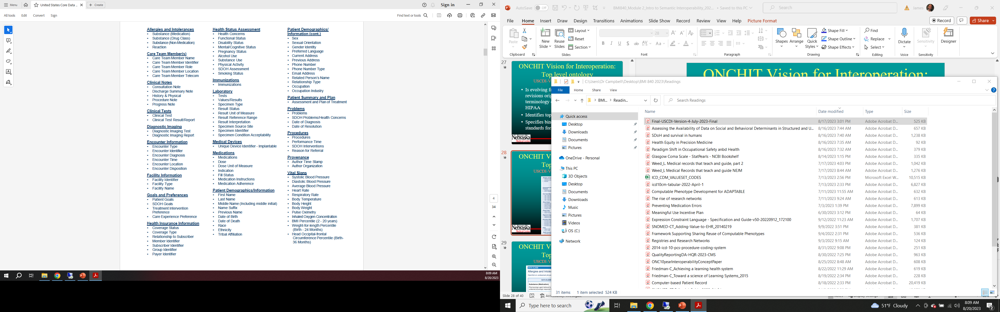 Menu
United States Core Data ...
Create
Sign in
All tools
Edit
Convert
Sign
Find text or tools
Allergies and Intolerances
• Substance (Medication)
• Substance (Drug Class)
• Substance (Non-Medication)
• Reaction
Care Team Member(s)
• Care Team Member Name
• Care Team Member Identifier
• Care Team Member Role
• Care Team Member Location
• Care Team Member Telecom
Clinical Notes
• Consultation Note
• Discharge Summary Note
• History & Physical
• Procedure Note
• Progress Note
Clinical Tests
• Clinical Test
• Clinical Test Result/Report
Diagnostic Imaging
• Diagnostic Imaging Test
• Diagnostic Imaging Report
Encounter Information
• Encounter Type
• Encounter Identifier
• Encounter Diagnosis
• Encounter Time
• Encounter Location
• Encounter Disposition
Facility Information
• Facility Identifier
• Facility Type
• Facility Name
Goals and Preferences
• Patient Goals
• SDOH Goals
• Treatment Intervention
Preference
• Care Experience Preference
Health Insurance Information
• Coverage Status
• Coverage Type
• Relationship to Subscriber
• Member Identifier
• Subscriber Identifier
• Group Identifier
• Payer Identifier
Health Status Assessment
• Health Concerns
• Functional Status
• Disability Status
• Mental/Cognitive Status
• Pregnancy Status
• Alcohol Use
• Substance Use
• Physical Activity
• SDOH Assessment
• Smoking Status
Immunizations
• Immunizations
Laboratory
• Tests
• Values/Results
• Specimen Type
• Result Status
• Result Unit of Measure
• Result Reference Range
• Result Interpretation
• Specimen Source Site
• Specimen Identifier
• Specimen Condition Acceptability
Medical Devices
• Unique Device Identifier - Implantable
Medications
• Medications
• Dose
• Dose Unit of Measure
• Indication
• Fill Status
• Medication Instructions
• Medication Adherence
Patient Demographics/Information
• First Name
• Last Name
• Middle Name (Including middle initial)
• Name Suffix
• Previous Name
• Date of Birth
• Date of Death
• Race
• Ethnicity
• Tribal Affiliation
Patient Demographics/
Information (cont.)
• Sex
• Sexual Orientation
• Gender Identity
• Preferred Language
• Current Address
• Previous Address
• Phone Number
• Phone Number Type
• Email Address
• Related Person's Name
• Relationship Type
• Occupation
• Occupation Industry
Patient Summary and Plan
• Assessment and Plan of Treatment
Problems
• Problems
• SDOH Problems/Health Concerns
• Date of Diagnosis
• Date of Resolution
Procedures
• Procedures
• Performance Time
• SDOH Interventions
• Reason for Referral
Provenance
• Author Time Stamp
• Author Organization
Vital Signs
• Systolic Blood Pressure
• Diastolic Blood Pressure
• Average Blood Pressure
• Heart Rate
• Respiratory Rate
• Body Temperature
• Body Height
• Body Weight
• Pulse Oximetry
• Inhaled Oxygen Concentration
• BMI Percentile (2 - 20 years)
• Weight-for-length Percentile
(Birth - 24 Months)
• Head Occipital-frontal
Circumference Percentile (Birth-
36 Months)
4
34
8:09 AM
8/20/2023
AutoSave Off
BMI840_Module 2_Intro to Semantic Interoperability_202... • Saved to this PC
Search
James
File Home Insert Draw Design Transitions Animations Slide Show Record Review View Help Picture Format
Record
Share
Paste
Clipboard
New Slide
Reuse Slides
Layout
Reset
Section
Slides
28
B I U S ab AV Aa A
Font
Paragraph
Shapes
Arrange
Quick Styles
Shape Fill
Shape Outline
Shape Effects
Drawing
Find
Replace
Select
Editing
Dictate
Voice
Sensitivity
Sensitivity
Designer
27
ONCHIT Vision for Interoperation:
Top level ontology
USCDI-V
• Is evolving f
revisions orig
terminology
HIPAA
• Identifies top
• Specifies bin
standards for
Nebraska
Medical Center
28
ONCHIT V
Top
USCDI-V
Nebraska
Medical Center
29
ONCHIT V
Top
USCDI-V
DATA CLASS
Allergies and Intole
Harmful or undesired physio
DATA ELEM
Substance (Medication)
ONCHIT Vision for Interoperation:
C:\Users\Dr Campbell\Desktop\BMI 840 2023\Readings
File Home Share View
BMI... > Readin...
Search Readings
Quick access
Desktop
Downloads
Documents
Pictures
OneDrive - Personal
This PC
3D Objects
Desktop
Documents
Downloads
Music
Pictures
Videos
OS (C:)
Network
Name Date modified Type Size
Final-USCDI-Version-4-July-2023-Final 8/17/2023 3:01 PM Adobe Acrobat D... 525 KB
Assessing the Availability of Data on Social and Behavioral Determinants in Structured and U... 8/16/2023 7:44 AM Adobe Acrobat D... 657 KB
SDoH and survival in humans 8/16/2023 7:40 AM Adobe Acrobat D... 1,238 KB
Health Equity in Precision Medicine 8/16/2023 7:35 AM Adobe Acrobat D... 92 KB
Paradigm Shift in Occupational Safety anbd Health 8/16/2023 7:32 AM Adobe Acrobat D... 379 KB
Glasgow Coma Scale - StatPearls - NCBI Bookshelf 8/14/2023 1:15 PM Adobe Acrobat D... 335 KB
Weed_L. Medical records that teach and guide, part 2 7/17/2023 4:03 PM Adobe Acrobat D... 1,042 KB
Weed_L Medical Records that teach and guide NEJM 7/17/2023 8:44 AM Adobe Acrobat D... 1,276 KB
ICD_CDM_VALUESET_CODES 7/13/2023 2:56 PM Microsoft Excel W... 10,515 KB
icd10cm-tabular-2022-April-1 7/13/2023 2:33 PM Adobe Acrobat D... 6,827 KB
Computable Phenotype Development for ADAPTABLE 7/11/2023 11:55 AM Adobe Acrobat D... 632 KB
The rise of research networks 7/11/2023 9:24 AM Adobe Acrobat D... 613 KB
Preventing Medication Errors 7/3/2023 1:39 PM Adobe Acrobat D... 7,899 KB
Meaningful Use Incentive Plan 6/30/2023 3:12 PM Adobe Acrobat D... 64 KB
Expression Constraint Language - Specification and Guide-v50-20220912_172100 9/12/2022 11:23 AM Adobe Acrobat D... 1,707 KB
SNOMED-CT_Adding-Value-to-EHR_20140219 9/9/2022 3:51 PM Adobe Acrobat D... 381 KB
Framework Supporting Sharing Reuse of Computable Phenotypes 9/4/2022 2:31 PM Adobe Acrobat D... 536 KB
Registries and Research Networks 9/3/2022 9:15 AM Adobe Acrobat D... 124 KB
2014-icd-10-pcs-procedure-coding-system 8/31/2022 9:08 PM Adobe Acrobat D... 251 KB
QualityReportingDA-HQR-2023-CMS 8/30/2022 7:25 PM Adobe Acrobat D... 963 KB
ONC10yearInteroperabilityConceptPaper 8/25/2022 8:48 AM Adobe Acrobat D... 608 KB
Friedman-C_Achieving a learning health system 8/22/2022 11:29 AM Adobe Acrobat D... 619 KB
Friedman-C_Toward a science of Learning Systems_2015 8/19/2022 2:34 PM Adobe Acrobat D... 228 KB
Computer-based Patient Record 8/18/2022 2:33 PM Adobe Acrobat D... 20,419 KB
31 items 1 item selected 524 KB
Slide 28 of 40
Type here to search
51°F Cloudy
8:09 AM
8/20/2023
2